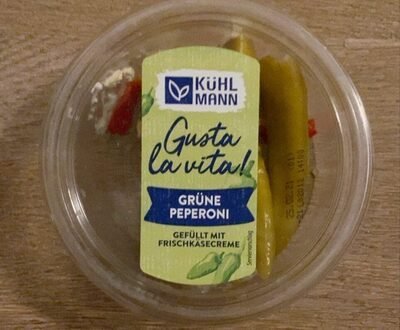 KÜHL
MANN
Gusta
la vita!
GRÜNE
PEPERONI
GEFÜLLT MIT
FRISCHKÄSECREME
Serviervorschlag